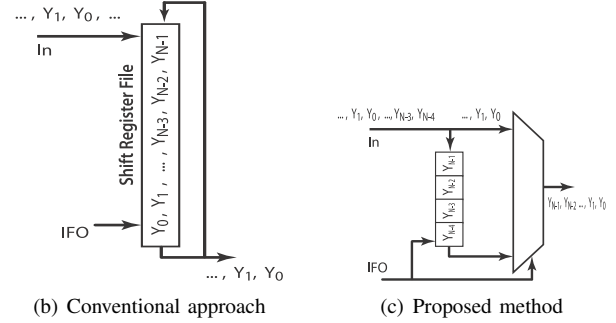 ..., Y1, Y0, ...
In
Shift Register File
Y0, Y1, ... , YN-3, YN-2, YN-1
IFO
..., Y1, Y0
(b) Conventional approach
..., Y1, Y0, ...,YN-3, YN-4
..., Y1, Y0
In
YN-1
YN-2
YN-3
YN-4
YN-1, YN-2 ..., Y1, Y0
IFO
(c) Proposed method